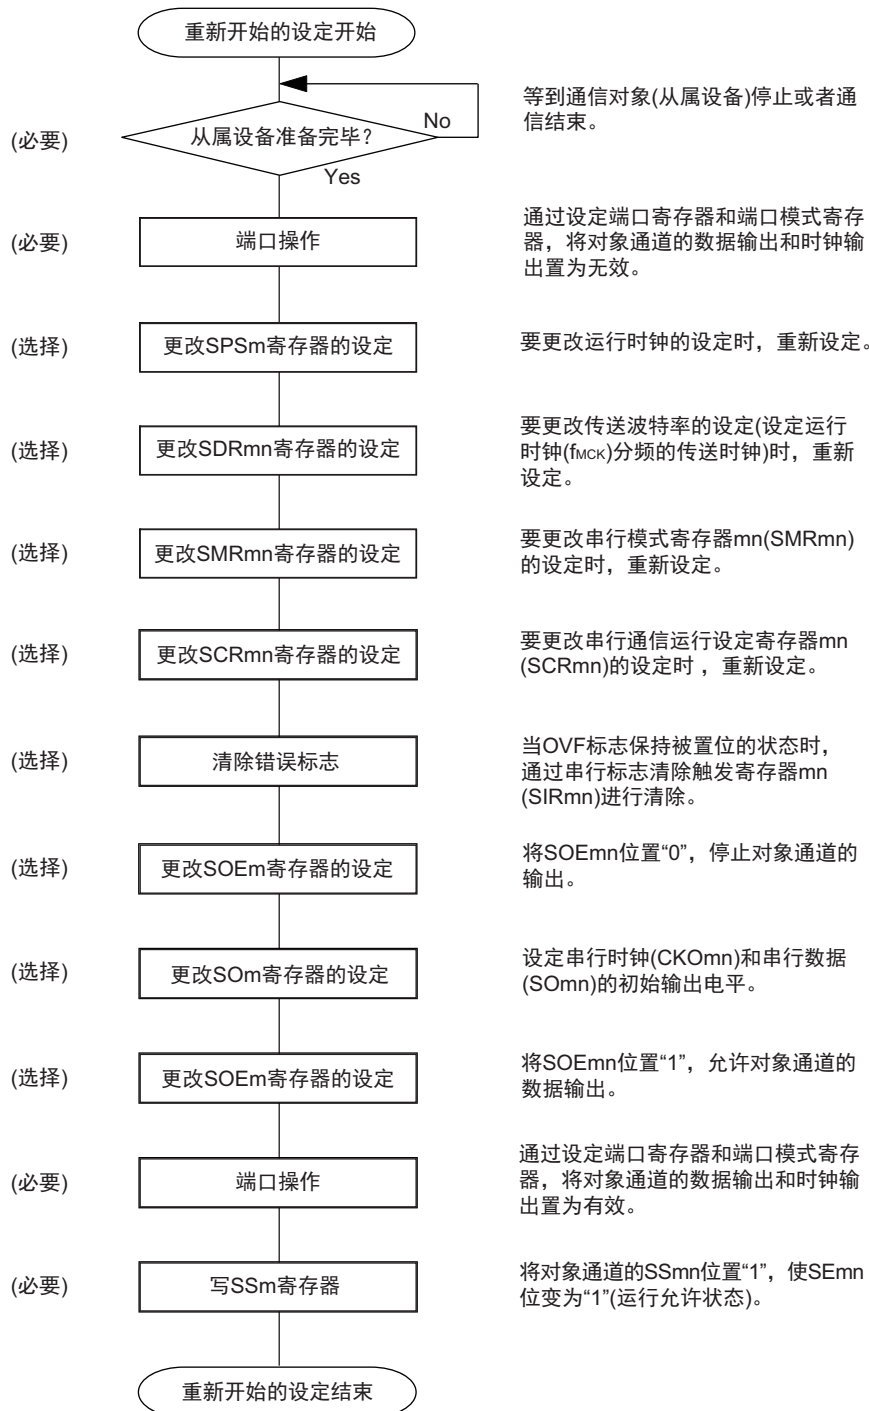 重新开始的设定开始
等到通信对象(从属设备)停止或者通
信结束。
(必要)
从属设备准备完毕?
No
Yes
(必要)
端口操作
通过设定端口寄存器和端口模式寄存
器，将对象通道的数据输出和时钟输
出置为无效。
(选择)
更改SPSm寄存器的设定
要更改运行时钟的设定时，重新设定。
(选择)
更改SDRmn寄存器的设定
要更改传送波特率的设定(设定运行
时钟(fMCK)分频的传送时钟)时，重新
设定。
(选择)
更改SMRmn寄存器的设定
要更改串行模式寄存器mn(SMRmn)
的设定时，重新设定。
(选择)
更改SCRmn寄存器的设定
要更改串行通信运行设定寄存器mn
(SCRmn)的设定时 ，重新设定。
(选择)
清除错误标志
当OVF标志保持被置位的状态时，
通过串行标志清除触发寄存器mn
(SIRmn)进行清除。
(选择)
更改SOEm寄存器的设定
将SOEmn位置“0”，停止对象通道的
输出。
(选择)
更改SOm寄存器的设定
设定串行时钟(CKOmn)和串行数据
(SOmn)的初始输出电平。
(选择)
更改SOEm寄存器的设定
将SOEmn位置“1”，允许对象通道的
数据输出。
(必要)
端口操作
通过设定端口寄存器和端口模式寄存
器，将对象通道的数据输出和时钟输
出置为有效。
(必要)
写SSm寄存器
将对象通道的SSmn位置“1”，使SEmn
位变为“1”(运行允许状态)。
重新开始的设定结束